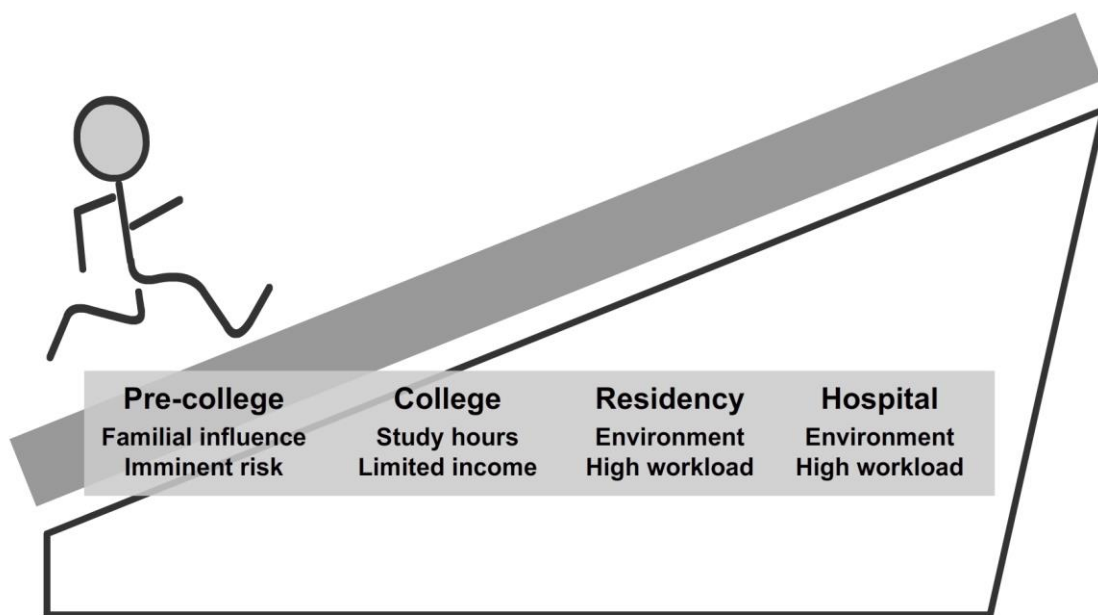 Pre-college College Residency Hospital
Familial influence Study hours Environment Environment
Imminent risk Limited income High workload High workload